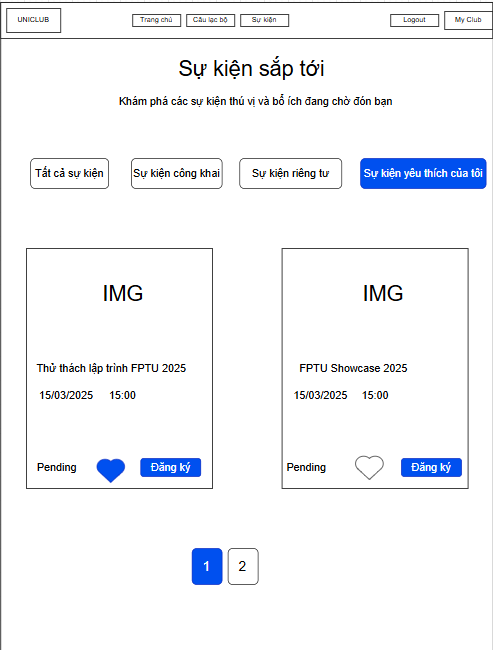 UNICLUB
Trang chủ
Câu lạc bộ
Sự kiện
Logout
My Club
Sự kiện sắp tới
Khám phá các sự kiện thú vị và bổ ích đang chờ đón bạn
Tất cả sự kiện
Sự kiện công khai
Sự kiện riêng tư
Sự kiện yêu thích của tôi
IMG
Thử thách lập trình FPTU 2025
15/03/2025 15:00
Pending
Đăng ký
IMG
FPTU Showcase 2025
15/03/2025 15:00
Pending
Đăng ký
1
2